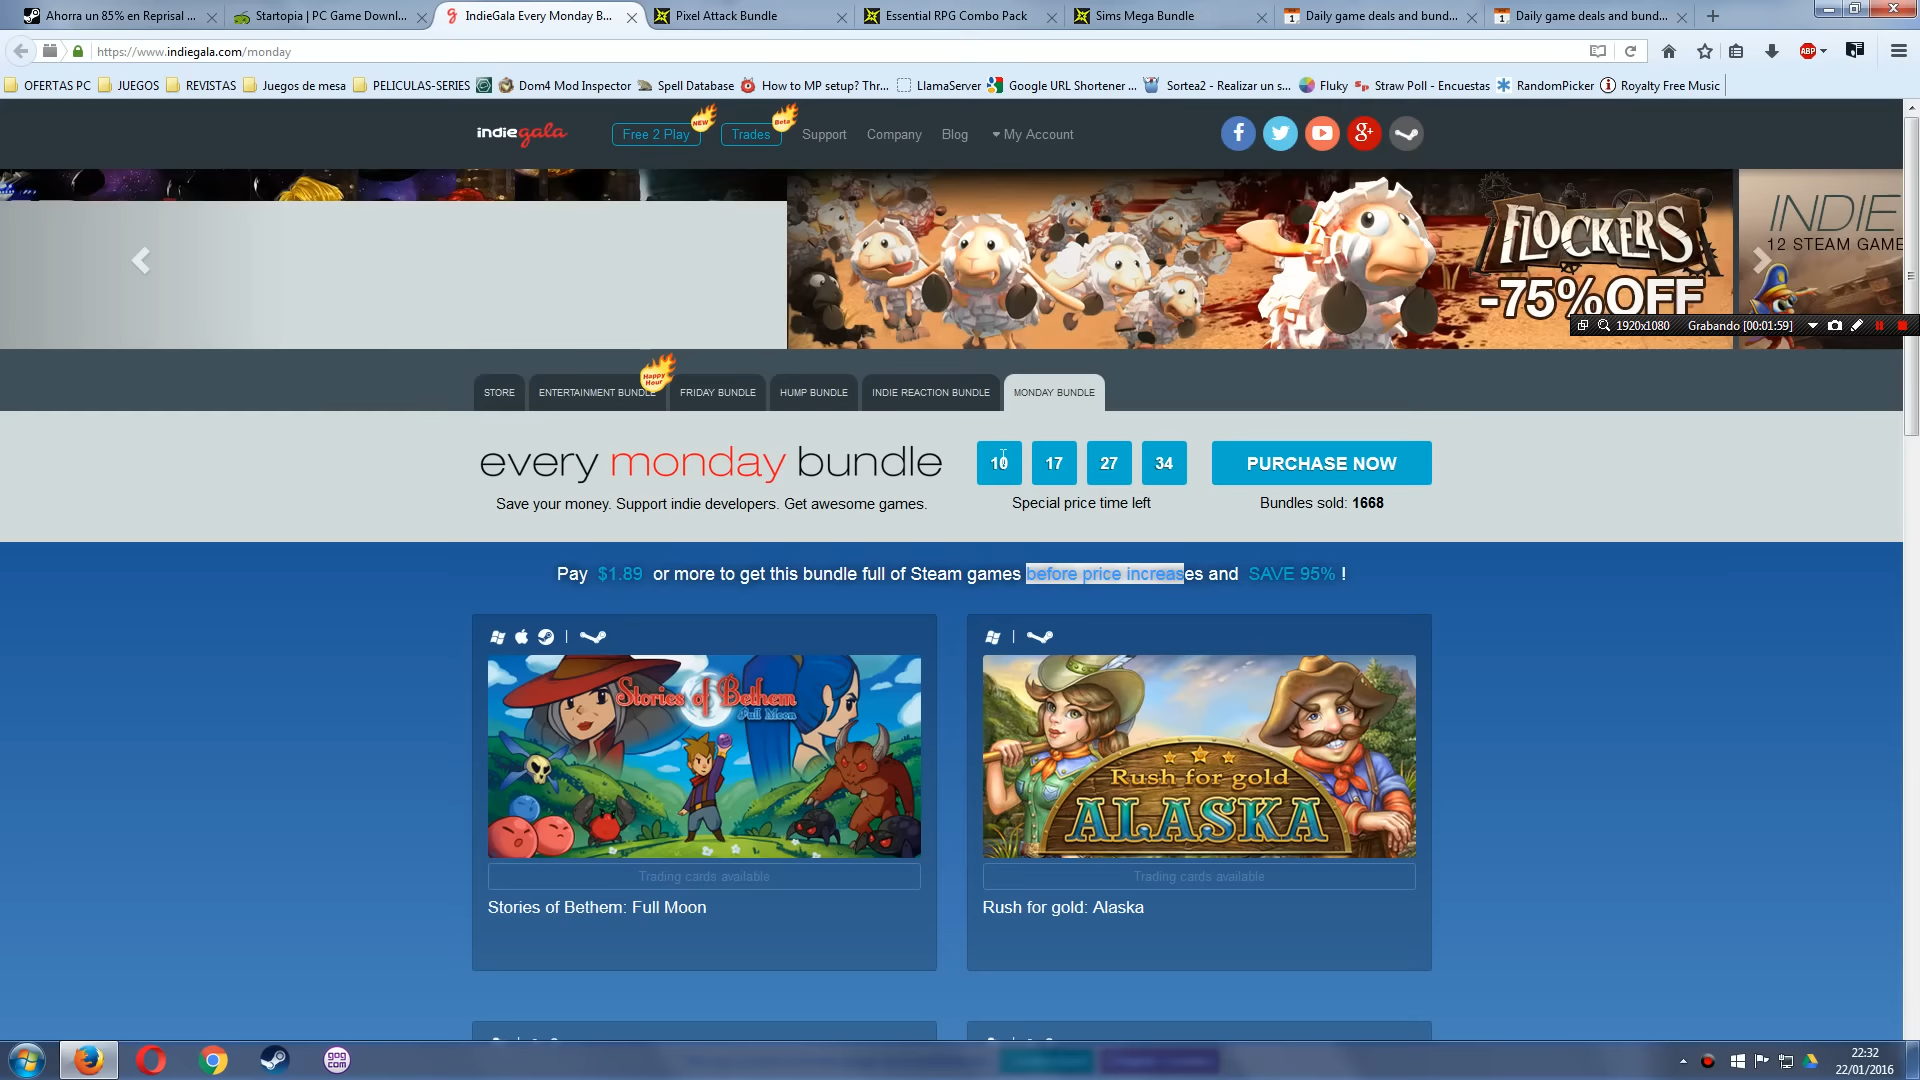 Ahorra un 85% en Reprisal ...
Startopia | PC Game Downl...
IndieGala Every Monday B...
Pixel Attack Bundle
Essential RPG Combo Pack
Sims Mega Bundle
1 Daily game deals and bund...
1 Daily game deals and bund...
https://www.indiegala.com/monday
ABP
OFERTAS PC
JUEGOS
REVISTAS
Juegos de mesa
PELICULAS-SERIES
Dom4 Mod Inspector
Spell Database
How to MP setup? Thr...
LlamaServer
Google URL Shortener ...
Sortea2 - Realizar un s...
Fluky
Straw Poll - Encuestas
RandomPicker
Royalty Free Music
indiegala
Free 2 Play
NEW
Trades
Beta
Support
Company
Blog
My Account
FLOCKERS
-75% OFF
INDIE
12 STEAM GAME
1920x1080
Grabando [00:01:59]
STORE
ENTERTAINMENT BUNDLE
Happy Hour
FRIDAY BUNDLE
HUMP BUNDLE
INDIE REACTION BUNDLE
MONDAY BUNDLE
every monday bundle
10 17 27 34
PURCHASE NOW
Save your money. Support indie developers. Get awesome games.
Special price time left
Bundles sold: 1668
Pay $1.89 or more to get this bundle full of Steam games before price increases and SAVE 95% !
Stories of Bethem
Full Moon
Rush for gold
ALASKA
Trading cards available
Trading cards available
Stories of Bethem: Full Moon
Rush for gold: Alaska
gog
com
22:32
22/01/2016